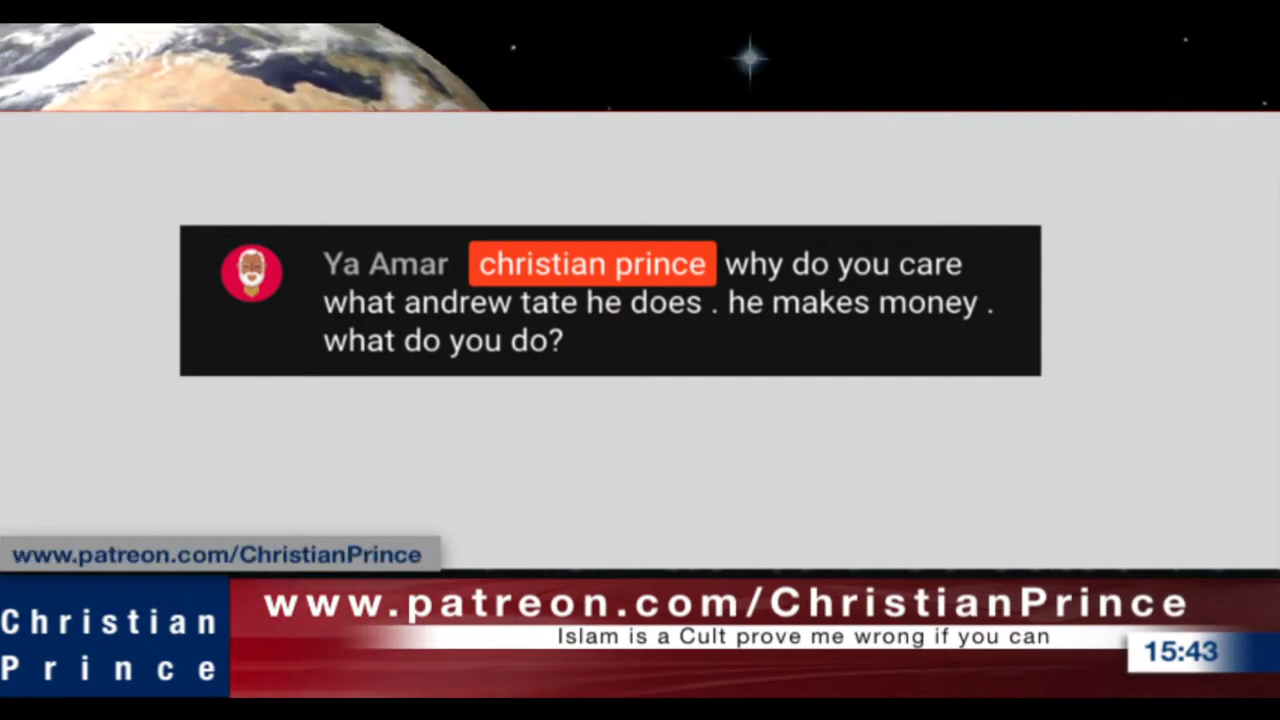 Ya Amar christian prince why do you care
what andrew tate he does . he makes money .
what do you do?
www.patreon.com/ChristianPrince
Christian
Prince
www.patreon.com/ChristianPrince
Islam is a Cult prove me wrong if you can
15:43